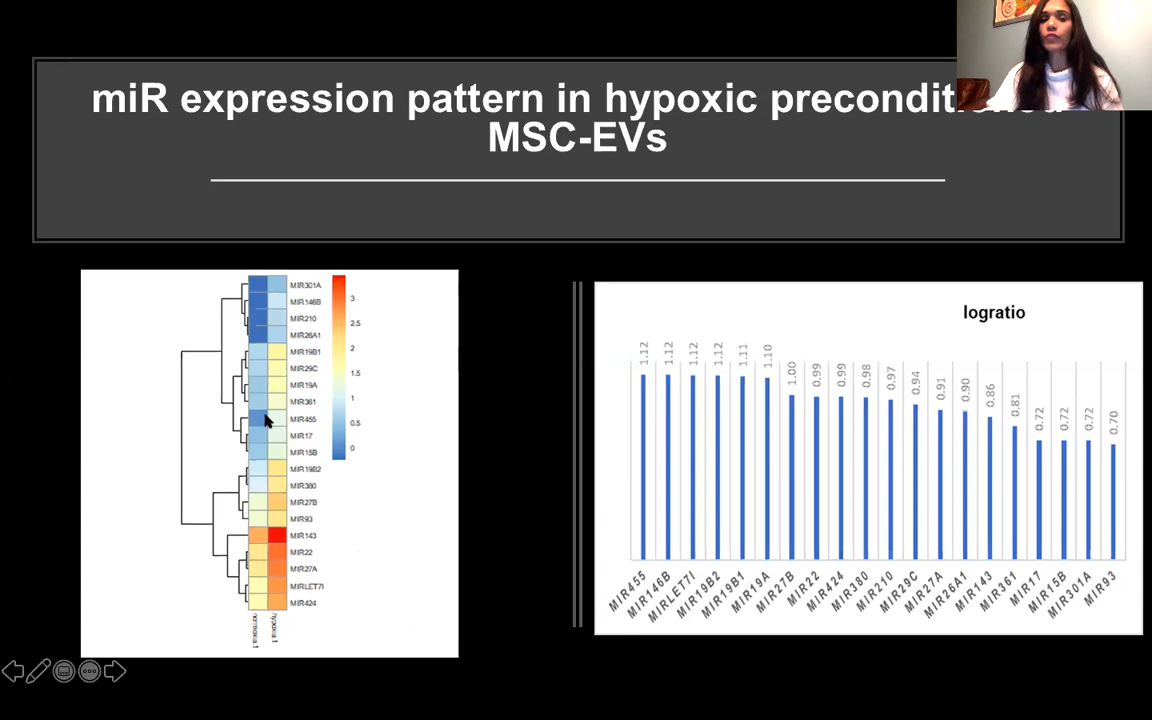 miR expression pattern in hypoxic preconditioned
MSC-EVs
MIR301A
MIR146B
MIR210
MIR26A1
MIR19B1
MIR29C
MIR19A
MIR361
MIR455
MIR17
MIR15B
MIR19B2
MIR380
MIR27B
MIR93
MIR143
MIR22
MIR27A
MIRLET7I
MIR424
3
2.5
2
1.5
1
0.5
0
normoxia 1
hypoxia 1
logratio
1.12
1.12
1.12
1.12
1.11
1.10
1.00
0.99
0.99
0.98
0.97
0.94
0.91
0.90
0.86
0.81
0.72
0.72
0.72
0.70
MIR455
MIR146B
MIRLET7I
MIR19B2
MIR19B1
MIR19A
MIR27B
MIR22
MIR424
MIR380
MIR210
MIR29C
MIR27A
MIR26A1
MIR143
MIR361
MIR17
MIR15B
MIR301A
MIR93